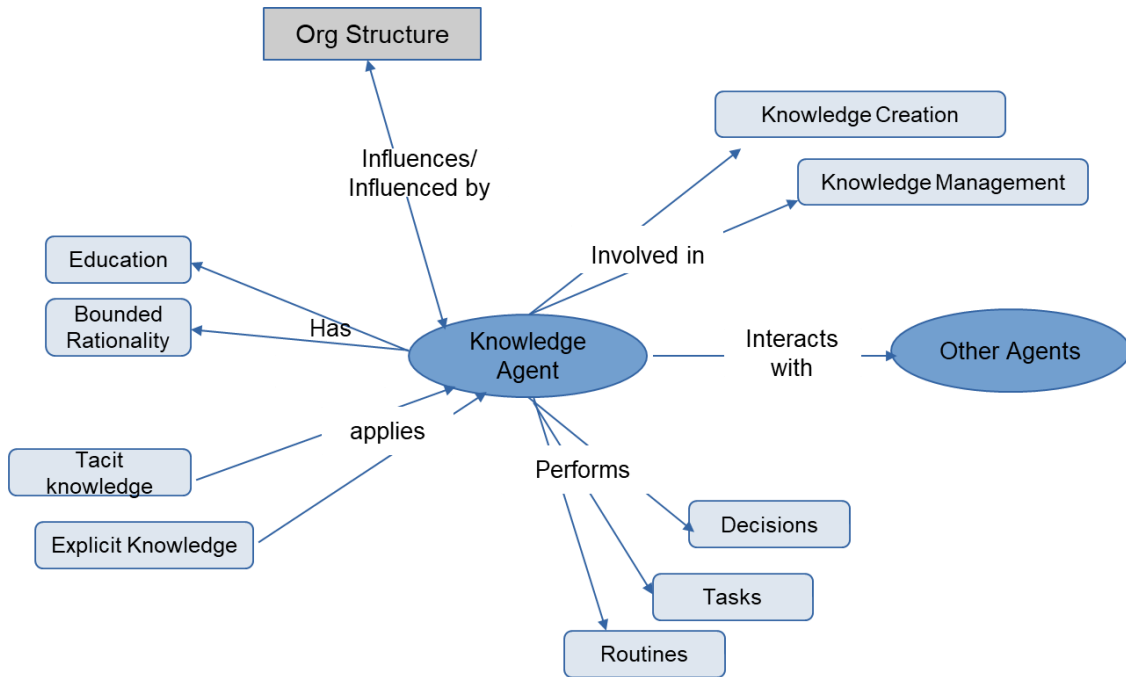 Org Structure
Knowledge Creation
Influences/
Influenced by
Knowledge Management
Education
Involved in
Bounded
Rationality
Has
Knowledge
Agent
Interacts
with
Other Agents
applies
Tacit
knowledge
Performs
Explicit Knowledge
Decisions
Tasks
Routines